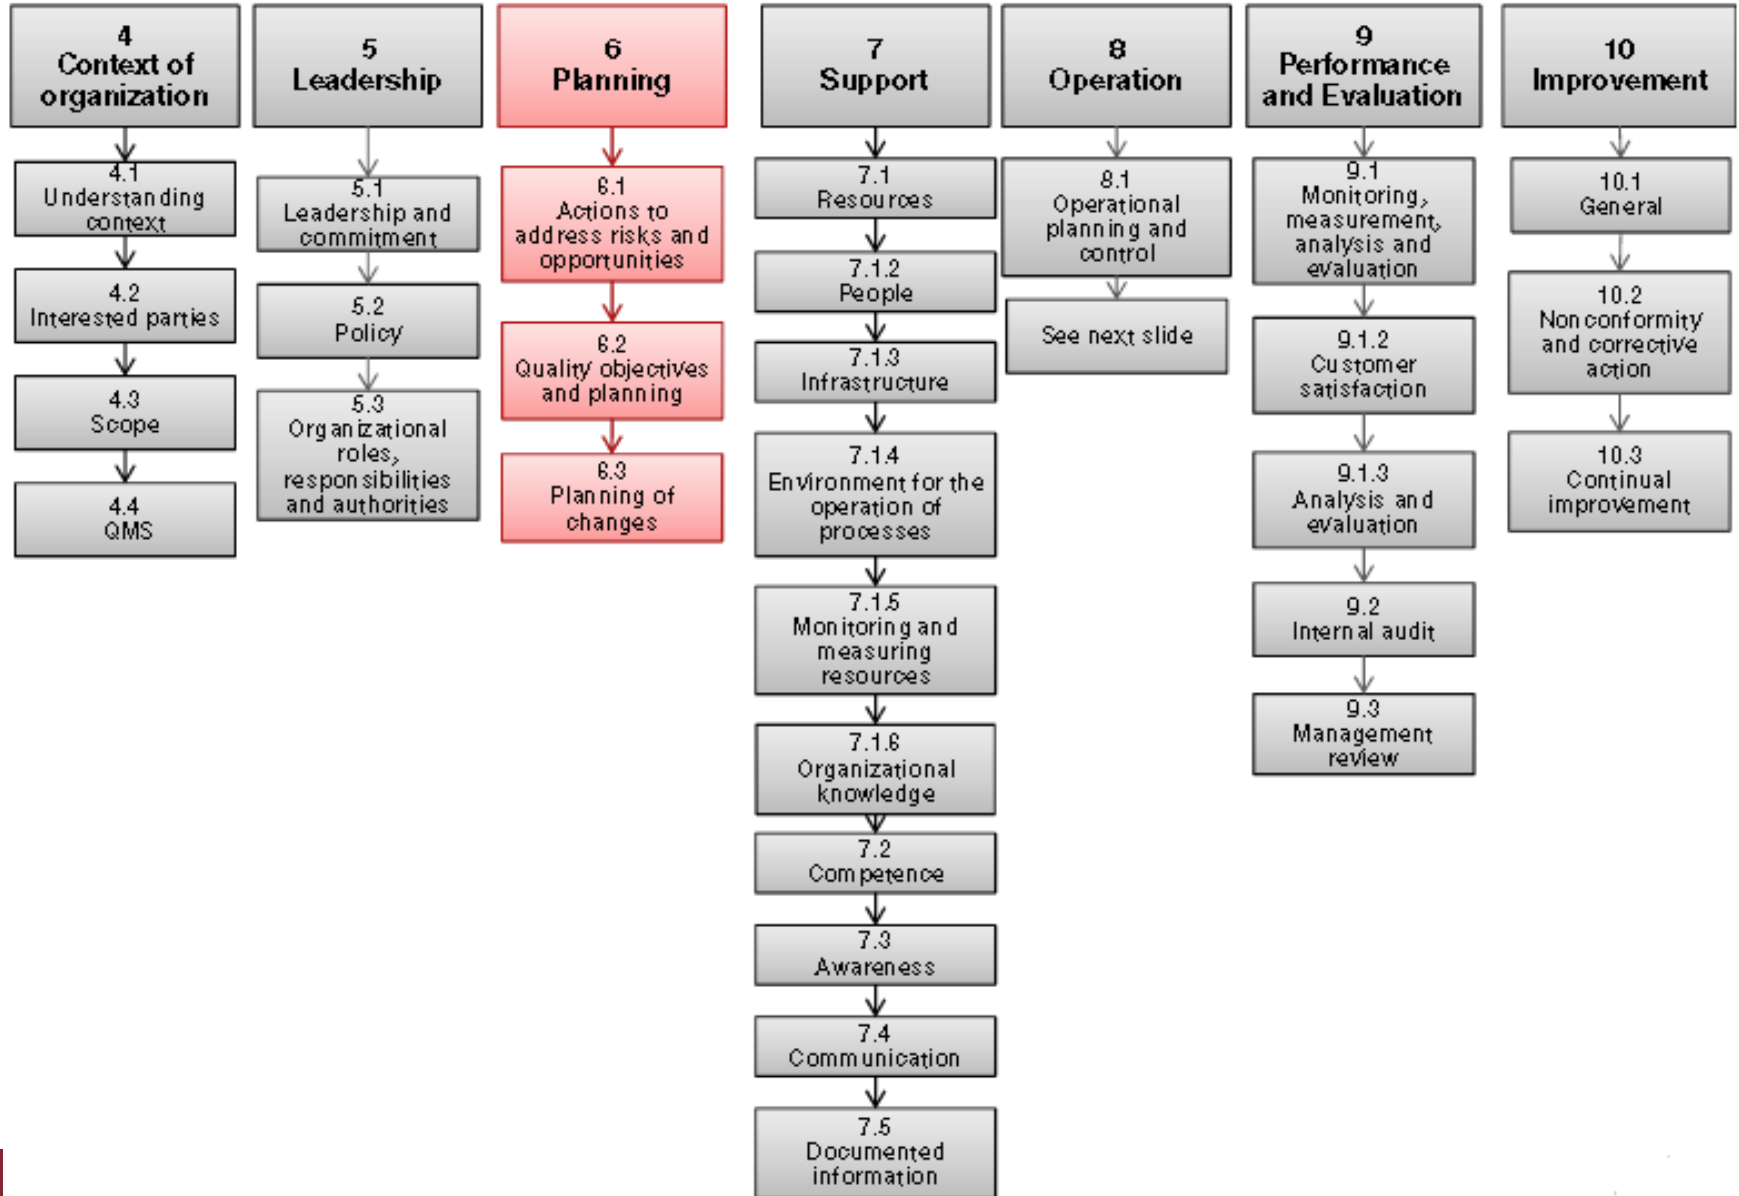 4
Context of
organization
4.1
Understanding
context
4.2
Interested parties
4.3
Scope
4.4
QMS
5
Leadership
5.1
Leadership and
commitment
5.2
Policy
5.3
Organizational
roles,
responsibilities
and authorities
6
Planning
6.1
Actions to
address risks and
opportunities
6.2
Quality objectives
and planning
6.3
Planning of
changes
7
Support
7.1
Resources
7.1.2
People
7.1.3
Infrastructure
7.1.4
Environment for the
operation of
processes
7.1.5
Monitoring and
measuring
resources
7.1.6
Organizational
knowledge
7.2
Competence
7.3
Awareness
7.4
Communication
7.5
Documented
information
8
Operation
8.1
Operational
planning and
control
See next slide
9
Performance
and Evaluation
9.1
Monitoring,
measurement,
analysis and
evaluation
9.1.2
Customer
satisfaction
9.1.3
Analysis and
evaluation
9.2
Internal audit
9.3
Management
review
10
Improvement
10.1
General
10.2
Nonconformity
and corrective
action
10.3
Continual
improvement